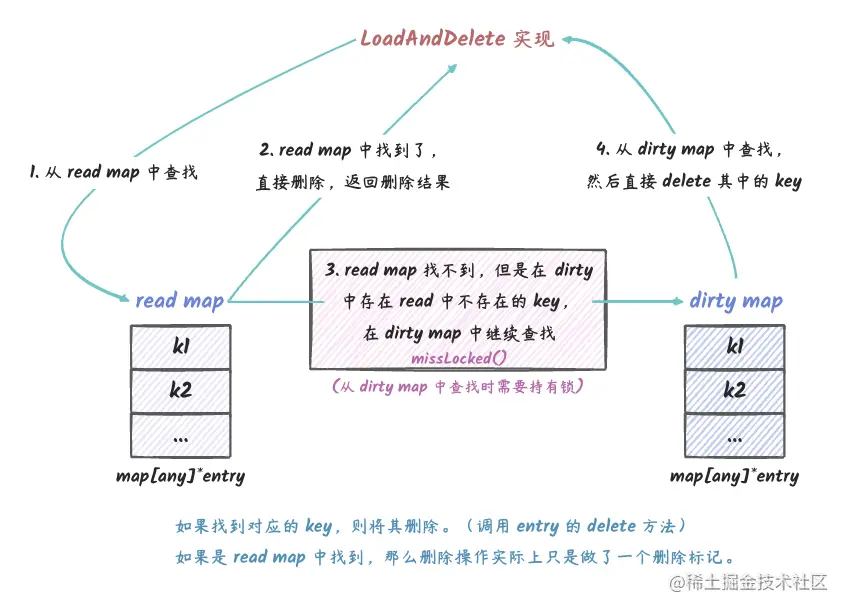 LoadAndDelete 实现
1. 从 read map 中查找
2. read map 中找到了，
直接删除，返回删除结果
4. 从 dirty map 中查找，
然后直接 delete 其中的 key
3. read map 找不到，但是在 dirty
中存在 read 中不存在的 key，
在 dirty map 中继续查找
missLocked()
(从 dirty map 中查找时需要持有锁)
read map
k1
k2
...
map[any]*entry
dirty map
k1
k2
...
map[any]*entry
如果找到对应的 key，则将其删除。（调用 entry 的 delete 方法）
如果是 read map 中找到，那么删除操作实际上只是做了一个删除标记。
@稀土掘金技术社区